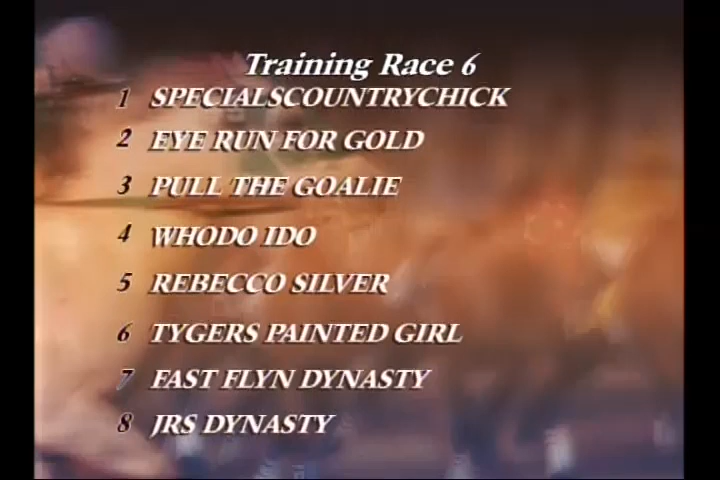 Training Race 6
1 SPECIALSCOUNTRYCHICK
2 EYE RUN FOR GOLD
3 PULL THE GOALIE
4 WHODO IDO
5 REBECCO SILVER
6 TYGERS PAINTED GIRL
7 FAST FLYN DYNASTY
8 JRS DYNASTY